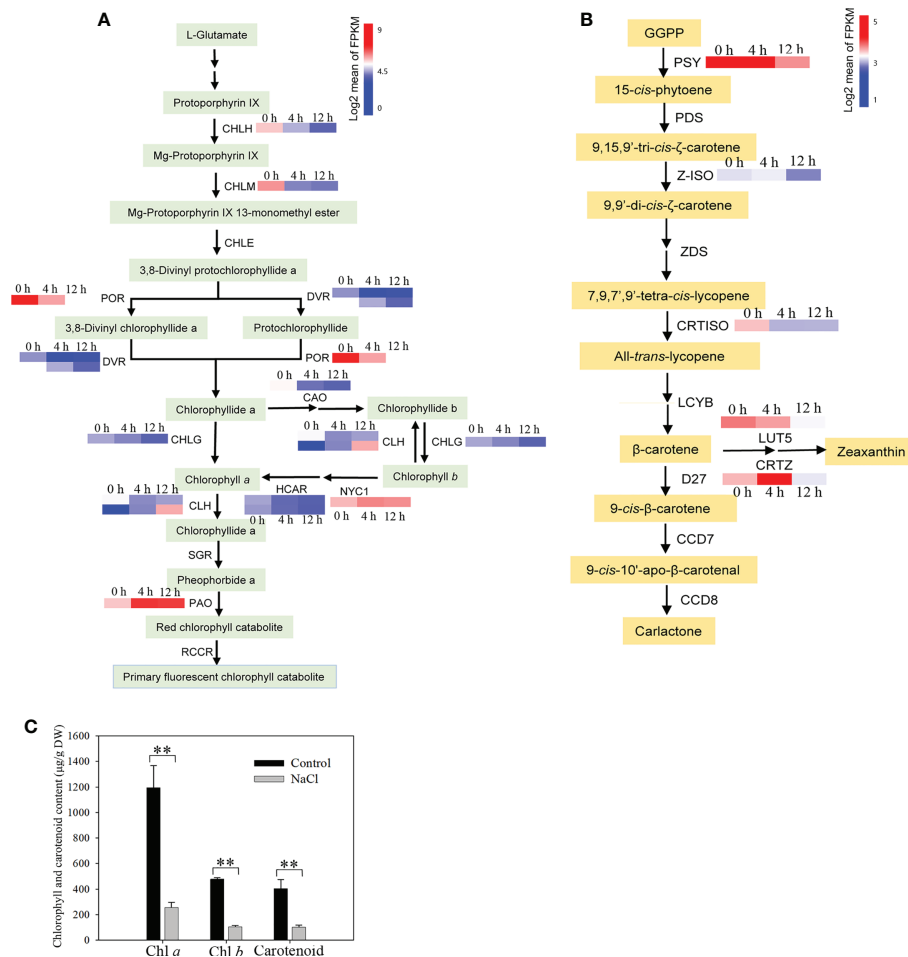 A
L-Glutamate
Log2 mean of FPKM
9
4.5
0
Protoporphyrin IX
CHLH
0 h 4 h 12 h
Mg-Protoporphyrin IX
CHLM
0 h 4 h 12 h
Mg-Protoporphyrin IX 13-monomethyl ester
CHLE
3,8-Divinyl protochlorophyllide a
0 h 4 h 12 h
POR
DVR
0 h 4 h 12 h
3,8-Divinyl chlorophyllide a
Protochlorophyllide
0 h 4 h 12 h
DVR
POR
0 h 4 h 12 h
0 h 4 h 12 h
CAO
Chlorophyllide a
Chlorophyllide b
0 h 4 h 12 h
CHLG
0 h 4 h 12 h
CLH
CHLG
0 h 4 h 12 h
Chlorophyll a
Chlorophyll b
0 h 4 h 12 h
CLH
HCAR
0 h 4 h 12 h
NYC1
0 h 4 h 12 h
Chlorophyllide a
SGR
Pheophorbide a
0 h 4 h 12 h
PAO
Red chlorophyll catabolite
RCCR
Primary fluorescent chlorophyll catabolite
B
GGPP
Log2 mean of FPKM
5
3
1
PSY
0 h 4 h 12 h
15-cis-phytoene
PDS
9,15,9'-tri-cis-ζ-carotene
Z-ISO
0 h 4 h 12 h
9,9'-di-cis-ζ-carotene
ZDS
7,9,7',9'-tetra-cis-lycopene
CRTISO
0 h 4 h 12 h
All-trans-lycopene
LCYB
0 h 4 h 12 h
β-carotene
LUT5
Zeaxanthin
CRTZ
0 h 4 h 12 h
D27
9-cis-β-carotene
CCD7
9-cis-10'-apo-β-carotenal
CCD8
Carlactone
C
Chlorophyll and carotenoid content (μg/g DW)
1600
1400
1200
1000
800
600
400
200
0
**
**
**
Control
NaCl
Chl a
Chl b
Carotenoid